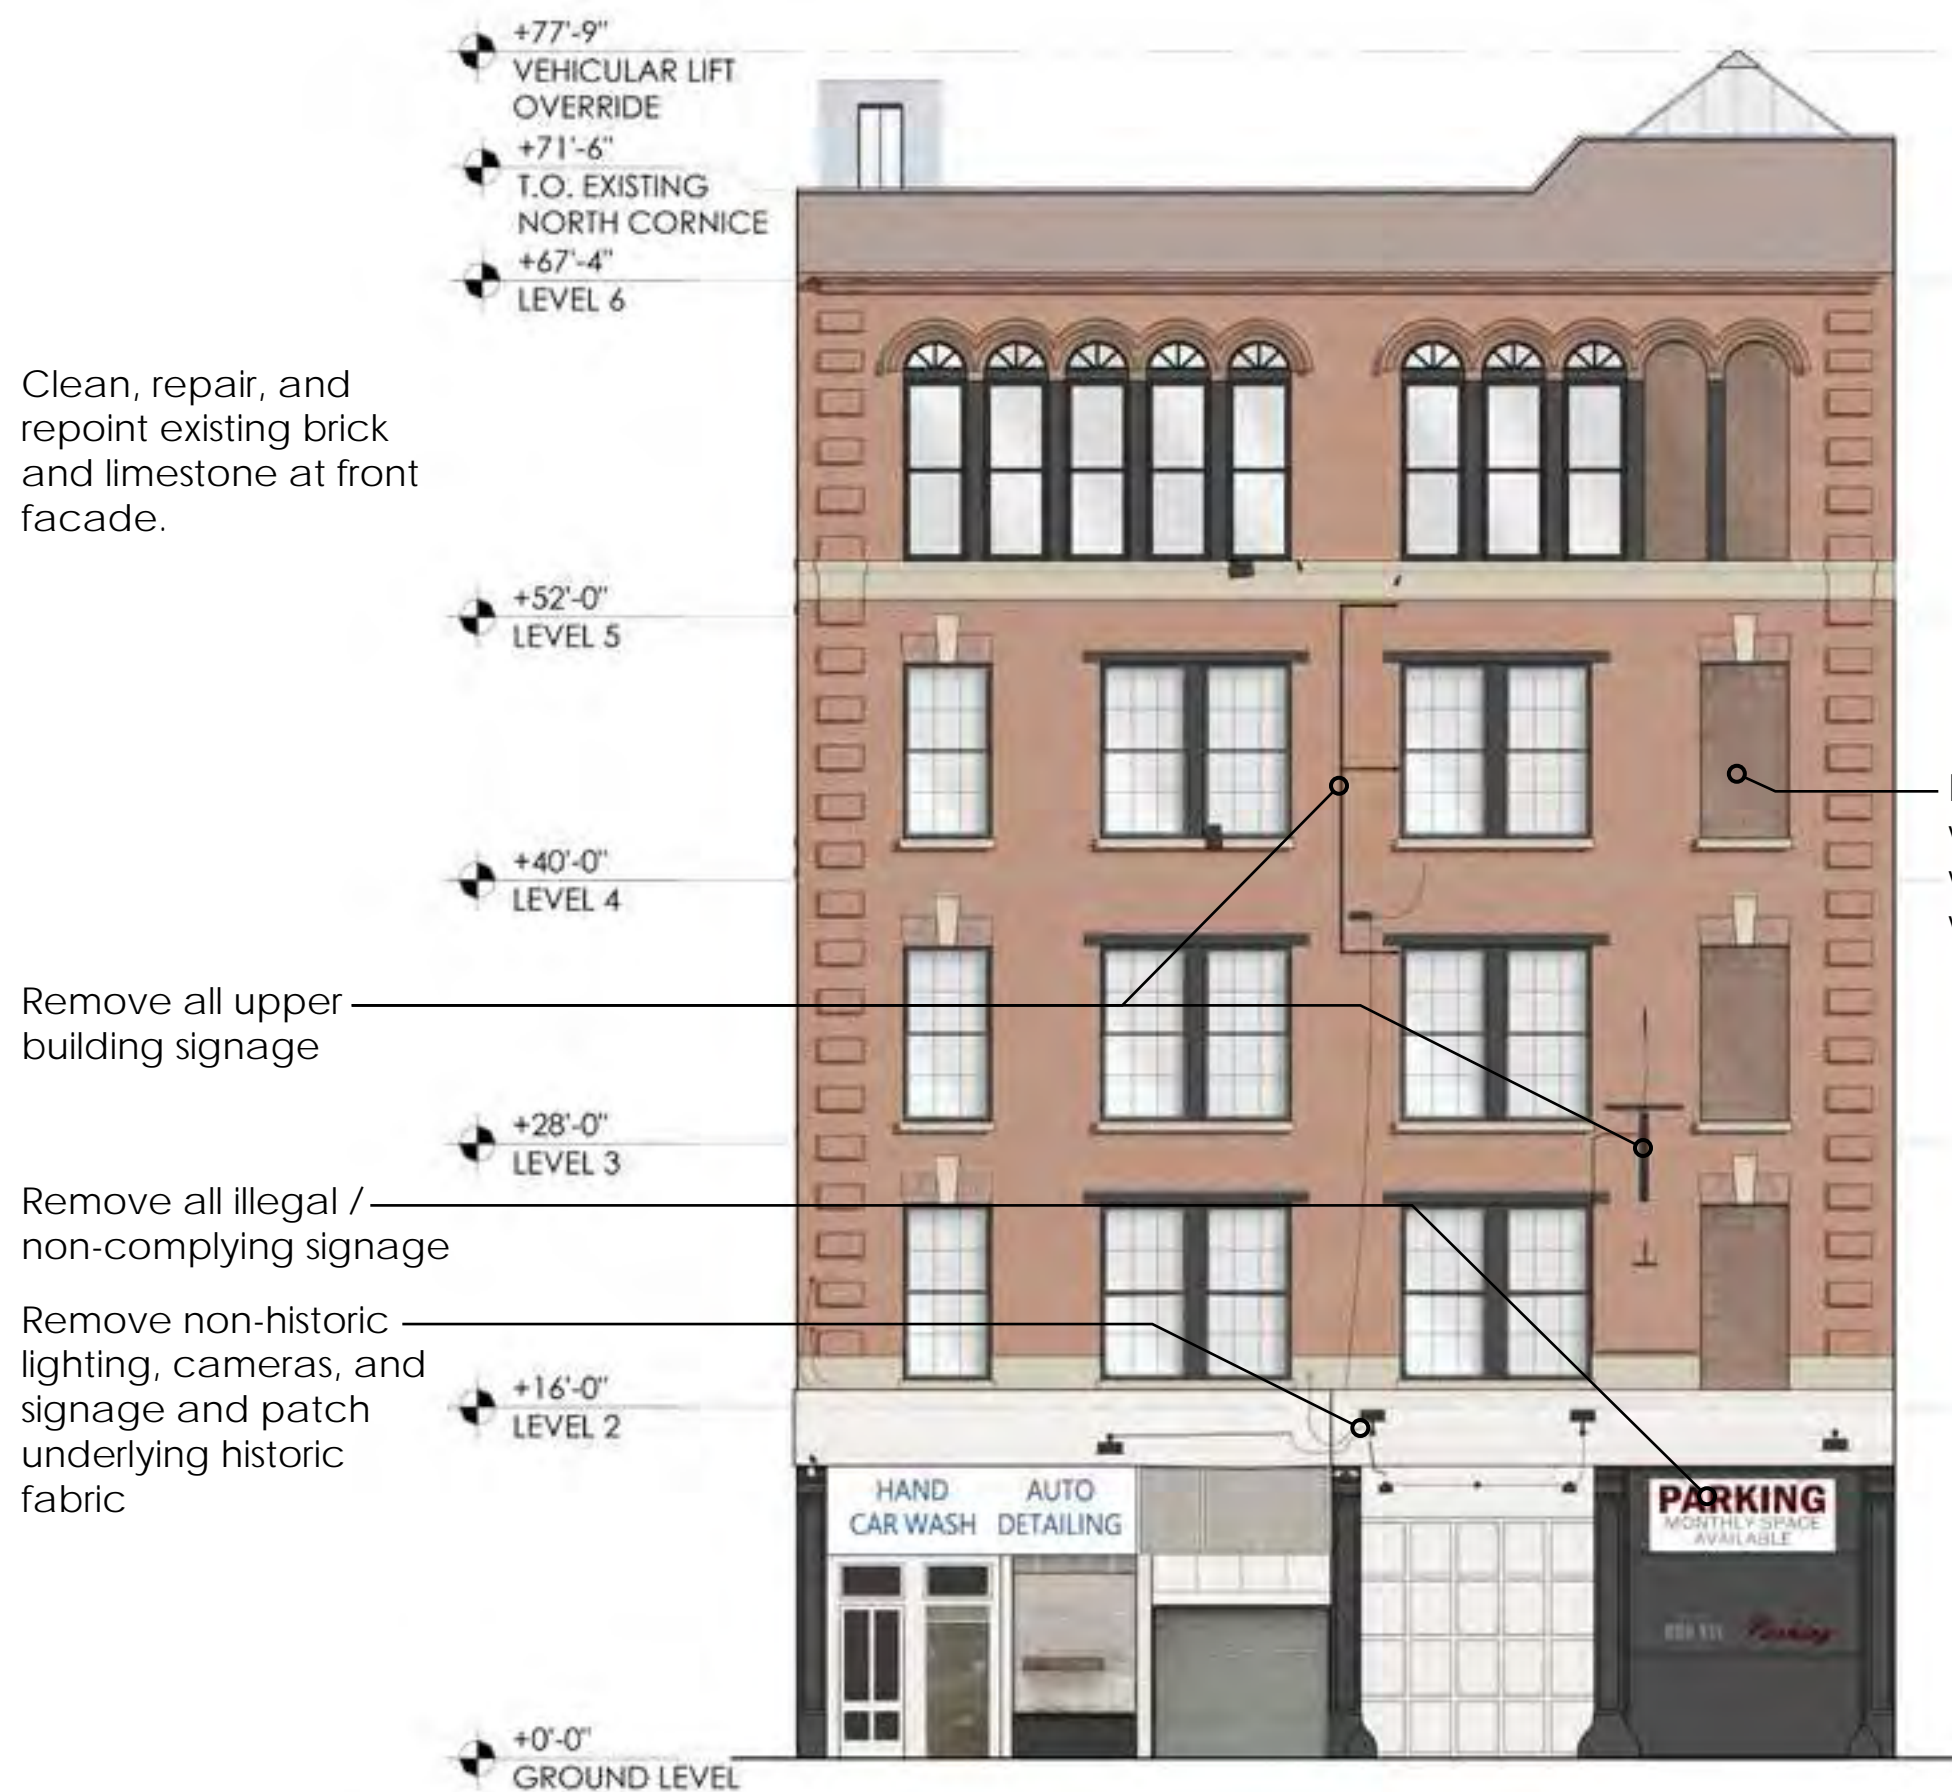 +77'-9"
VEHICULAR LIFT
OVERRIDE
+71'-6"
T.O. EXISTING
NORTH CORNICE
+67'-4"
LEVEL 6
Clean, repair, and
repoint existing brick
and limestone at front
facade.
+52'-0"
LEVEL 5
+40'-0"
LEVEL 4
Remove all upper
building signage
+28'-0"
LEVEL 3
Remove all illegal /
non-complying signage
Remove non-historic
lighting, cameras, and
signage and patch
underlying historic
fabric
+16'-0"
LEVEL 2
HAND
CAR WASH
AUTO
DETAILING
PARKING
MONTHLY SPACE
AVAILABLE
Parking
+0'-0"
GROUND LEVEL